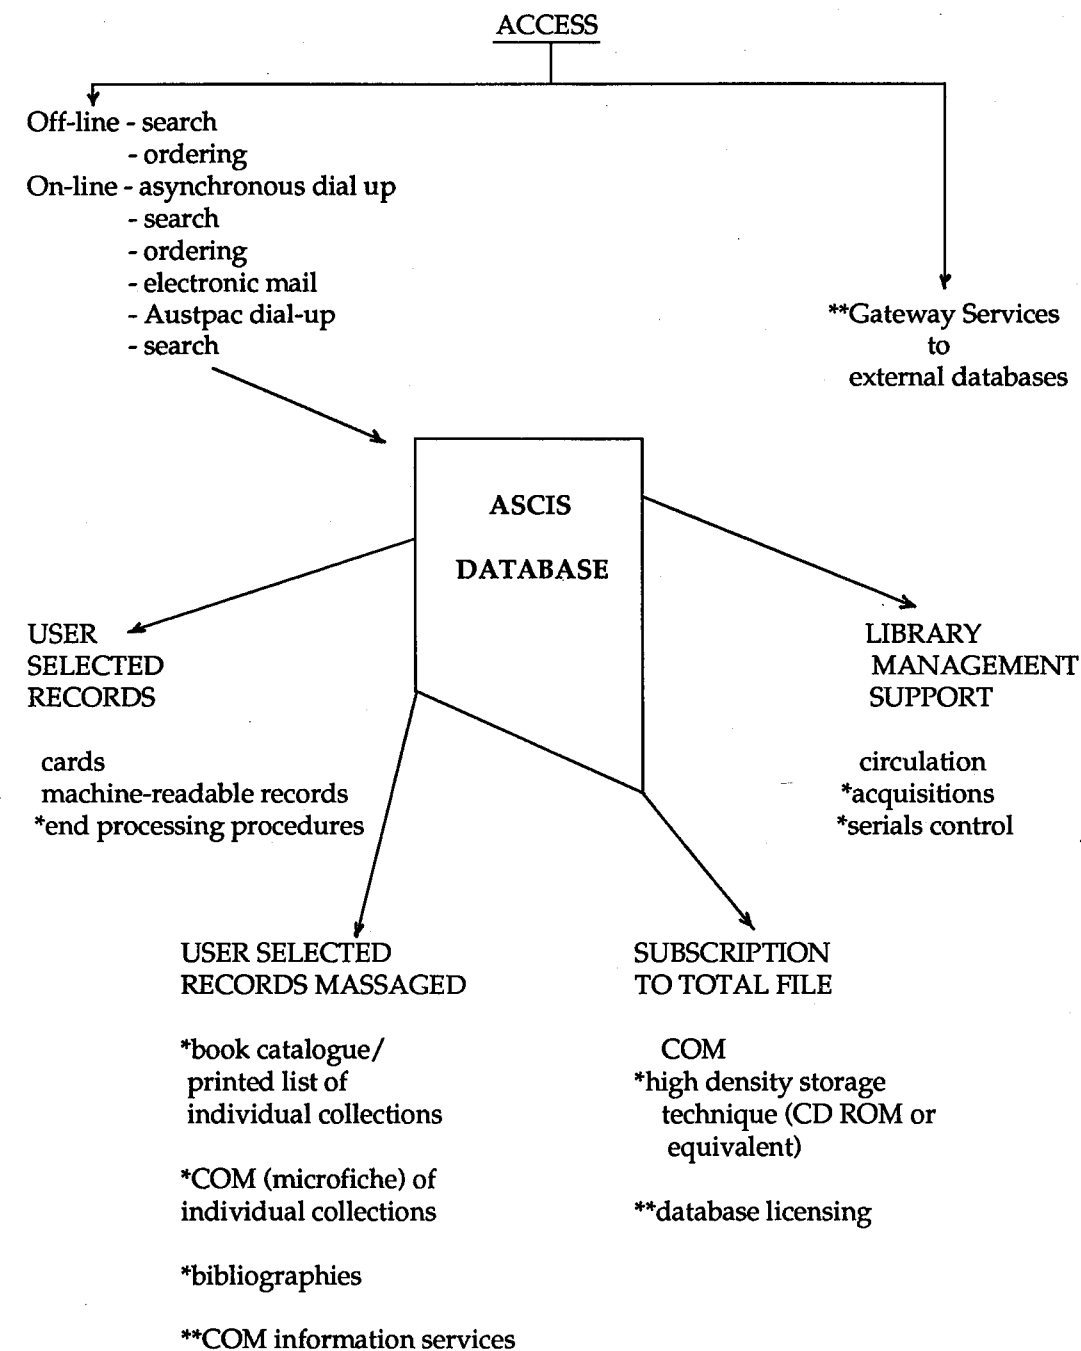 ACCESS
Off-line - search
- ordering
On-line - asynchronous dial up
- search
- ordering
- electronic mail
- Austpac dial-up
- search
**Gateway Services
to
external databases
ASCIS
DATABASE
USER
SELECTED
RECORDS
cards
machine-readable records
*end processing procedures
LIBRARY
MANAGEMENT
SUPPORT
circulation
*acquisitions
*serials control
USER SELECTED
RECORDS MASSAGED
*book catalogue/
printed list of
individual collections
*COM (microfiche) of
individual collections
*bibliographies
**COM information services
SUBSCRIPTION
TO TOTAL FILE
COM
*high density storage
technique (CD ROM or
equivalent)
**database licensing